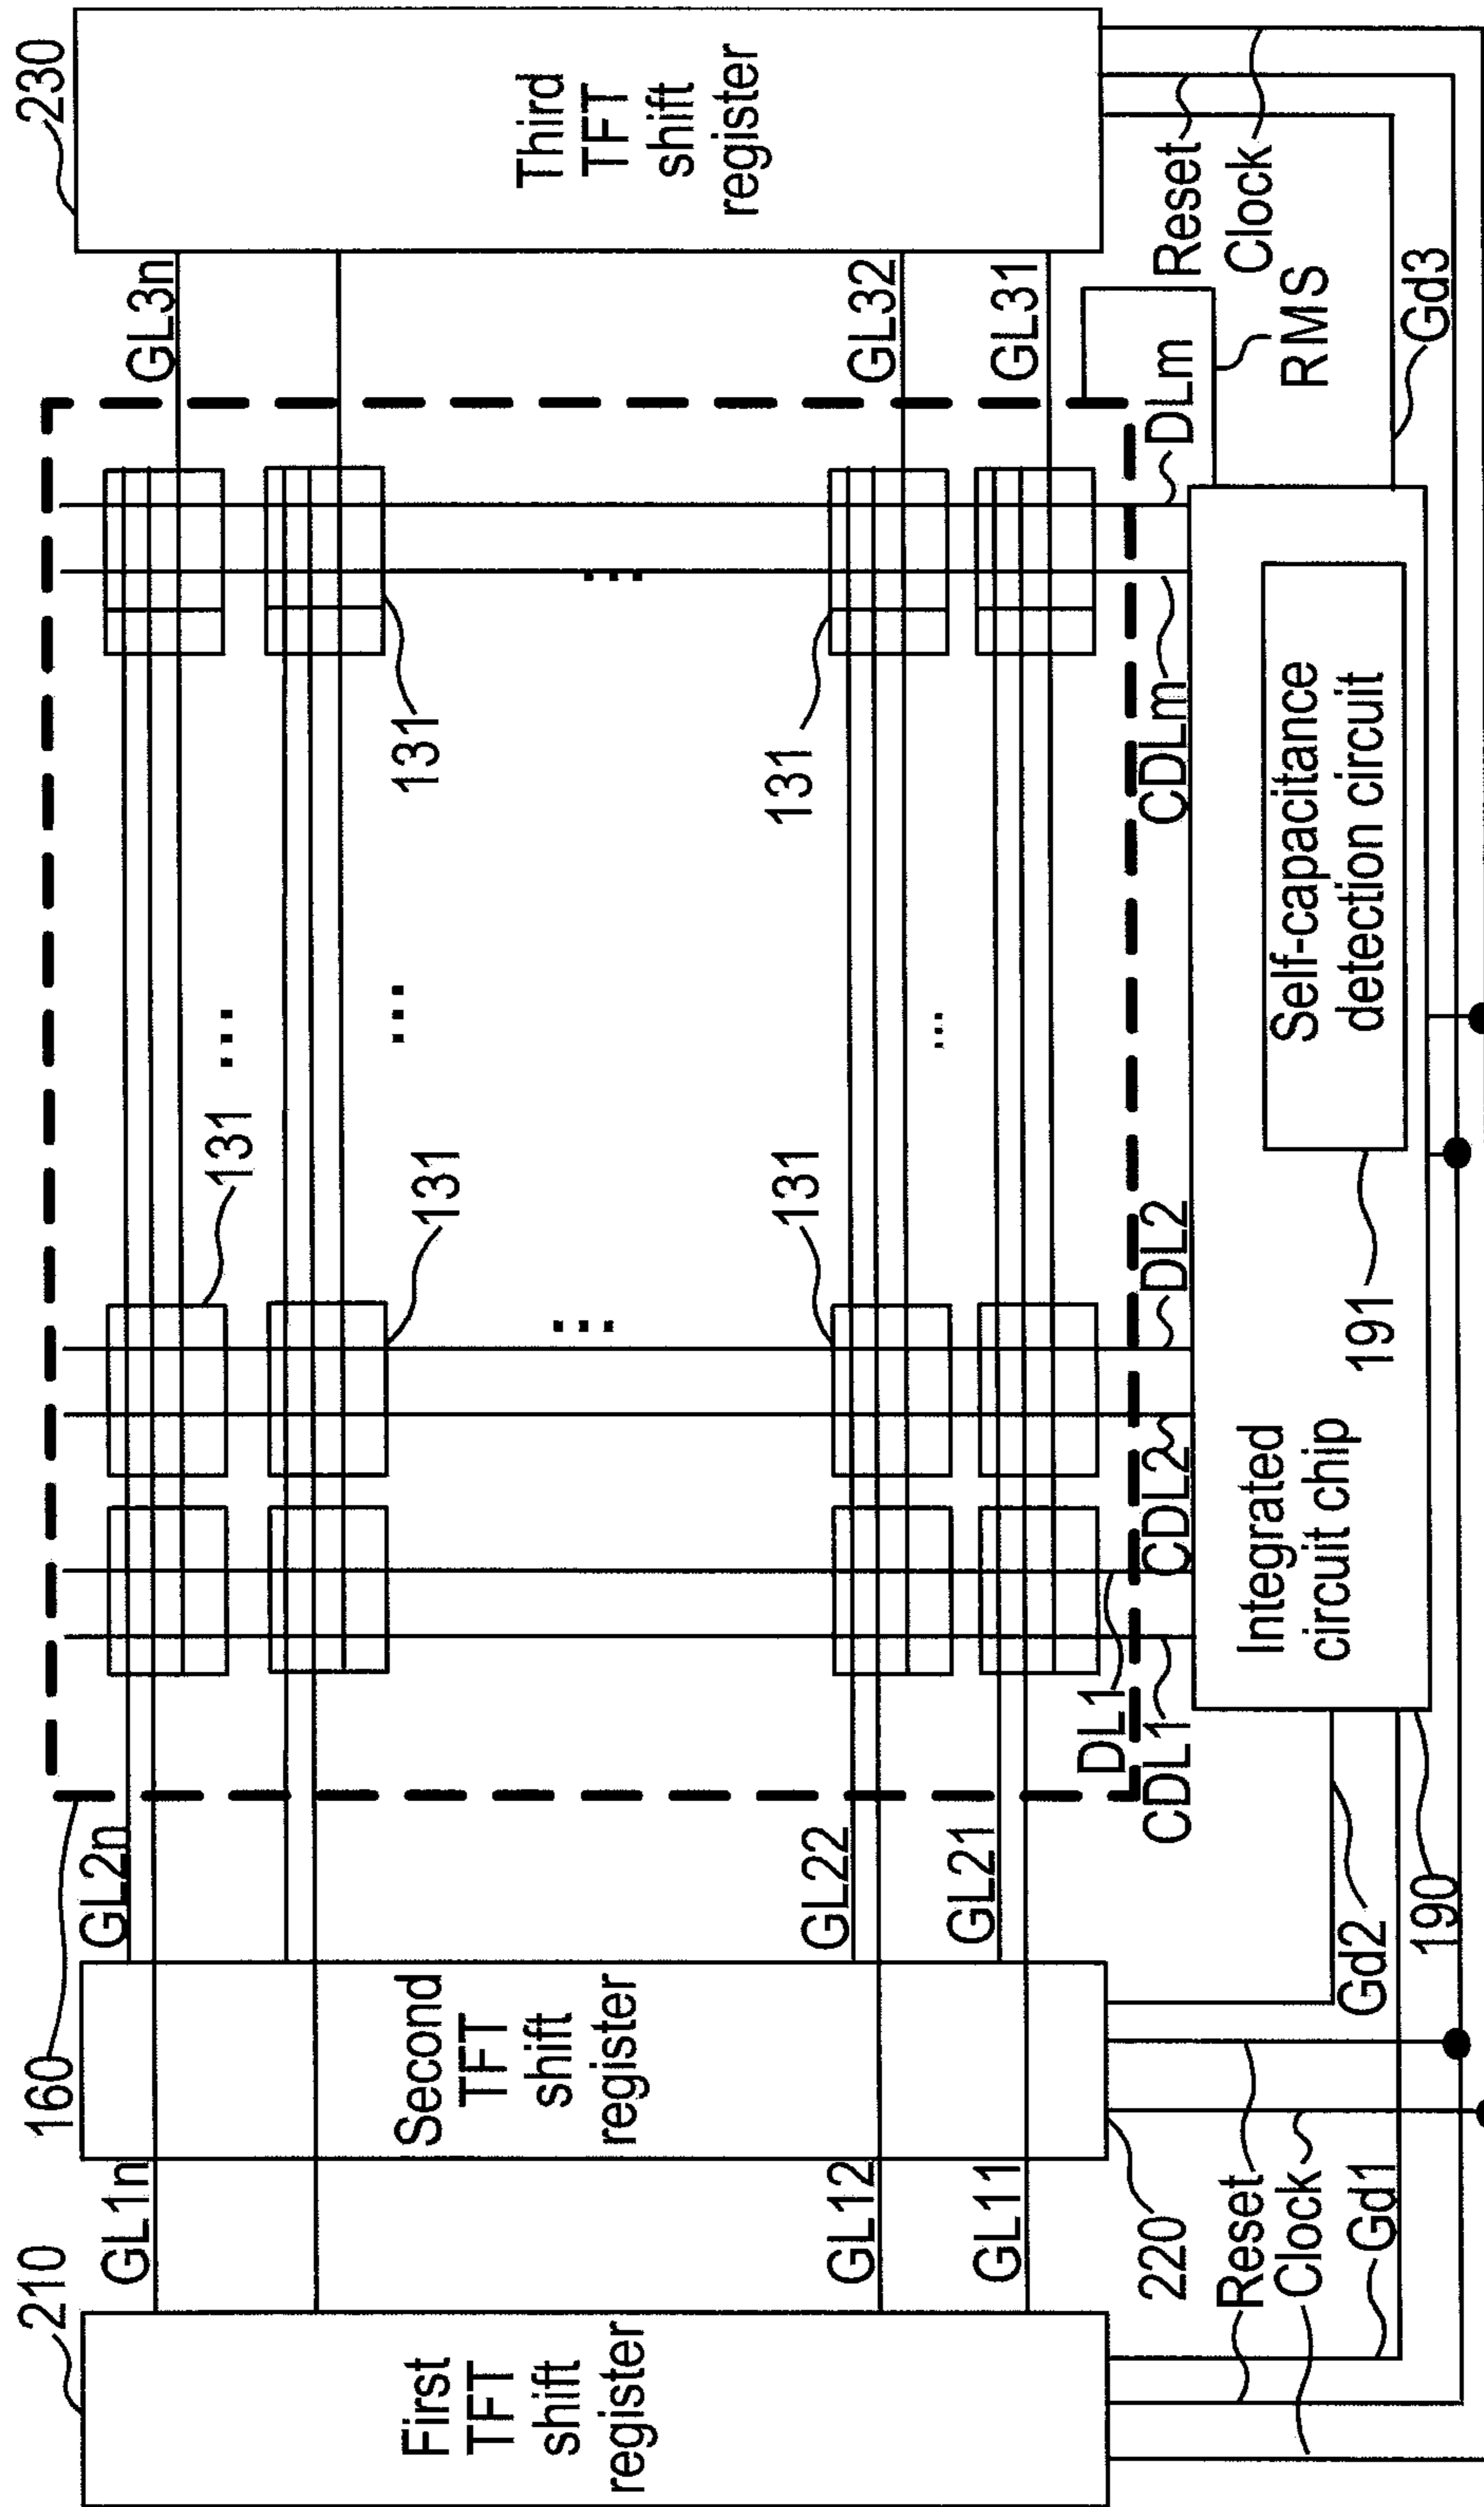 210
First
TFT
shift
register
GL1n
GL12
GL11
160
Second
TFT
shift
register
220
GL2n
GL22
GL21
131
131
131
131
131
...
...
...
...
...
GL3n
GL32
GL31
230
Third
TFT
shift
register
Reset
Clock
Gd1
Gd2
190
CDL1
DL1
CDL2
DL2
CDLm
DLm
RMS
Reset
Clock
Gd3
Integrated
circuit chip
191
Self-capacitance
detection circuit